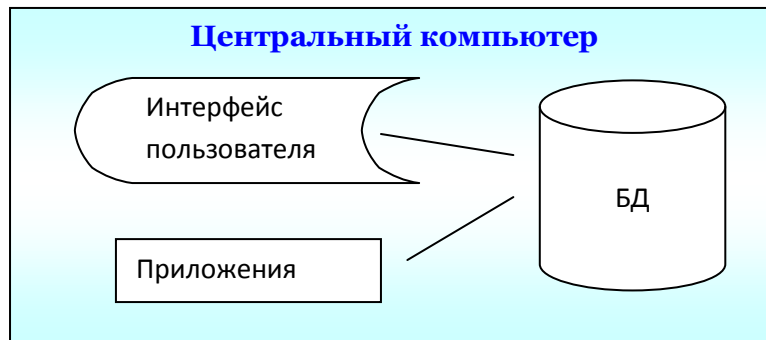 Центральный компьютер
Интерфейс
пользователя
БД
Приложения